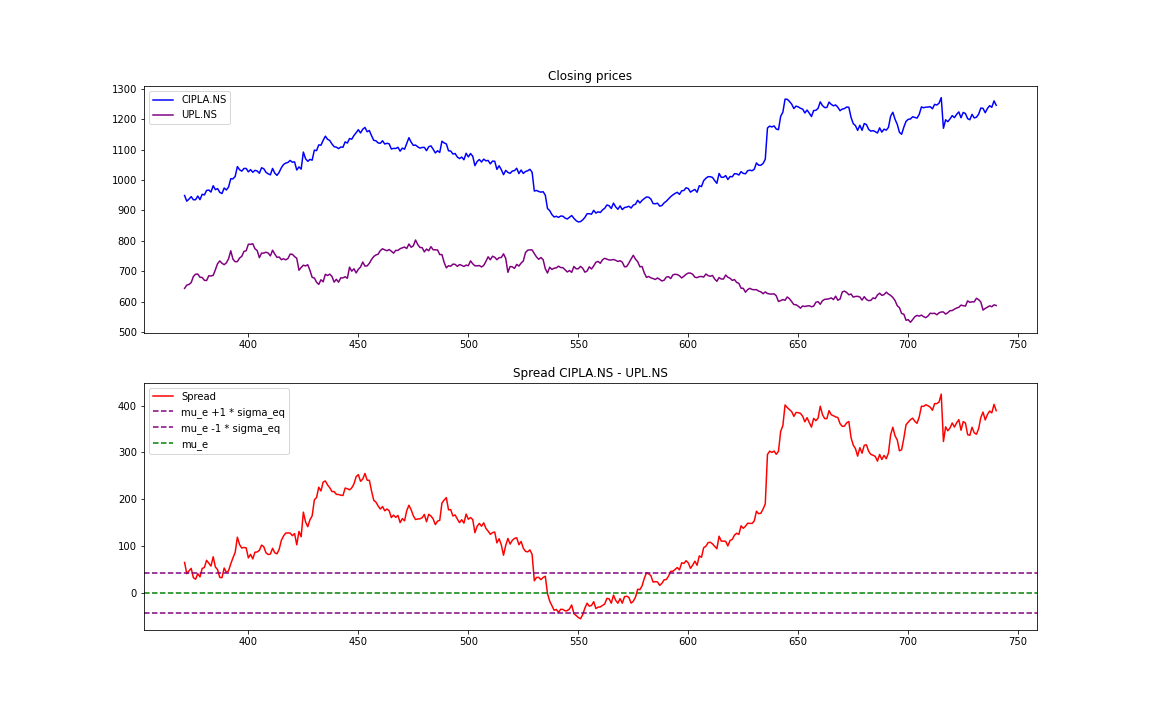 Closing prices
1300
1200
1100
1000
900
800
700
600
500
CIPLA.NS
UPL.NS
400 450 500 550 600 650 700 750
Spread CIPLA.NS - UPL.NS
400
300
200
100
0
Spread
mu_e +1 * sigma_eq
mu_e -1 * sigma_eq
mu_e
400 450 500 550 600 650 700 750